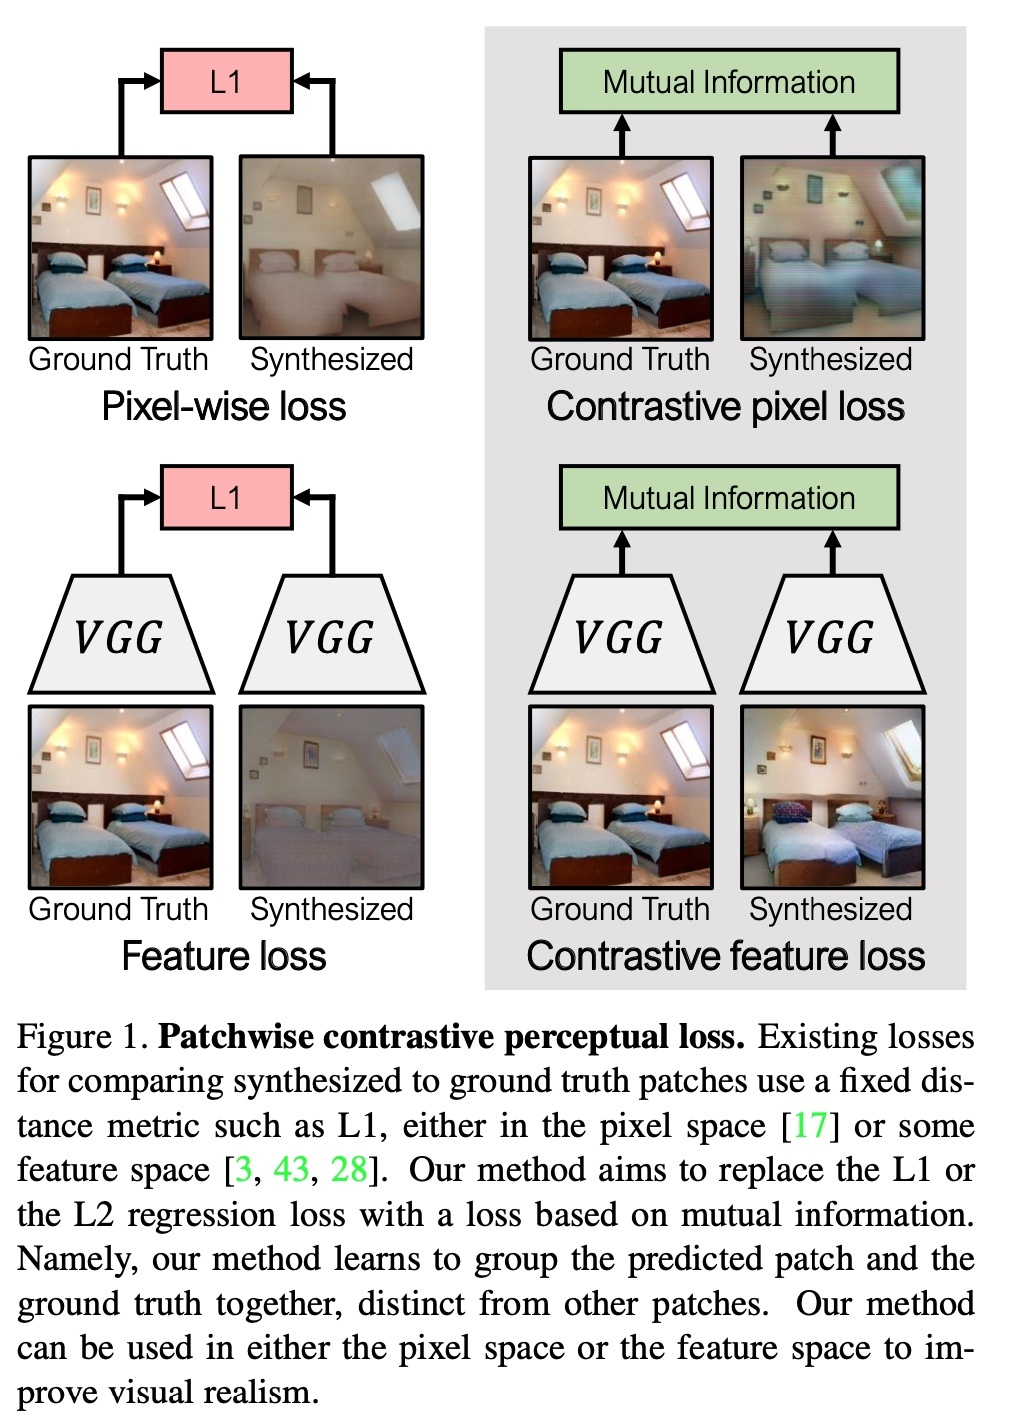 L1
Mutual Information
Ground Truth
Synthesized
Ground Truth
Synthesized
Pixel-wise loss
Contrastive pixel loss
L1
Mutual Information
VGG
VGG
VGG
VGG
Ground Truth
Synthesized
Ground Truth
Synthesized
Feature loss
Contrastive feature loss
Figure 1. Patchwise contrastive perceptual loss. Existing losses
for comparing synthesized to ground truth patches use a fixed dis-
tance metric such as L1, either in the pixel space [17] or some
feature space [3, 43, 28]. Our method aims to replace the L1 or
the L2 regression loss with a loss based on mutual information.
Namely, our method learns to group the predicted patch and the
ground truth together, distinct from other patches. Our method
can be used in either the pixel space or the feature space to im-
prove visual realism.